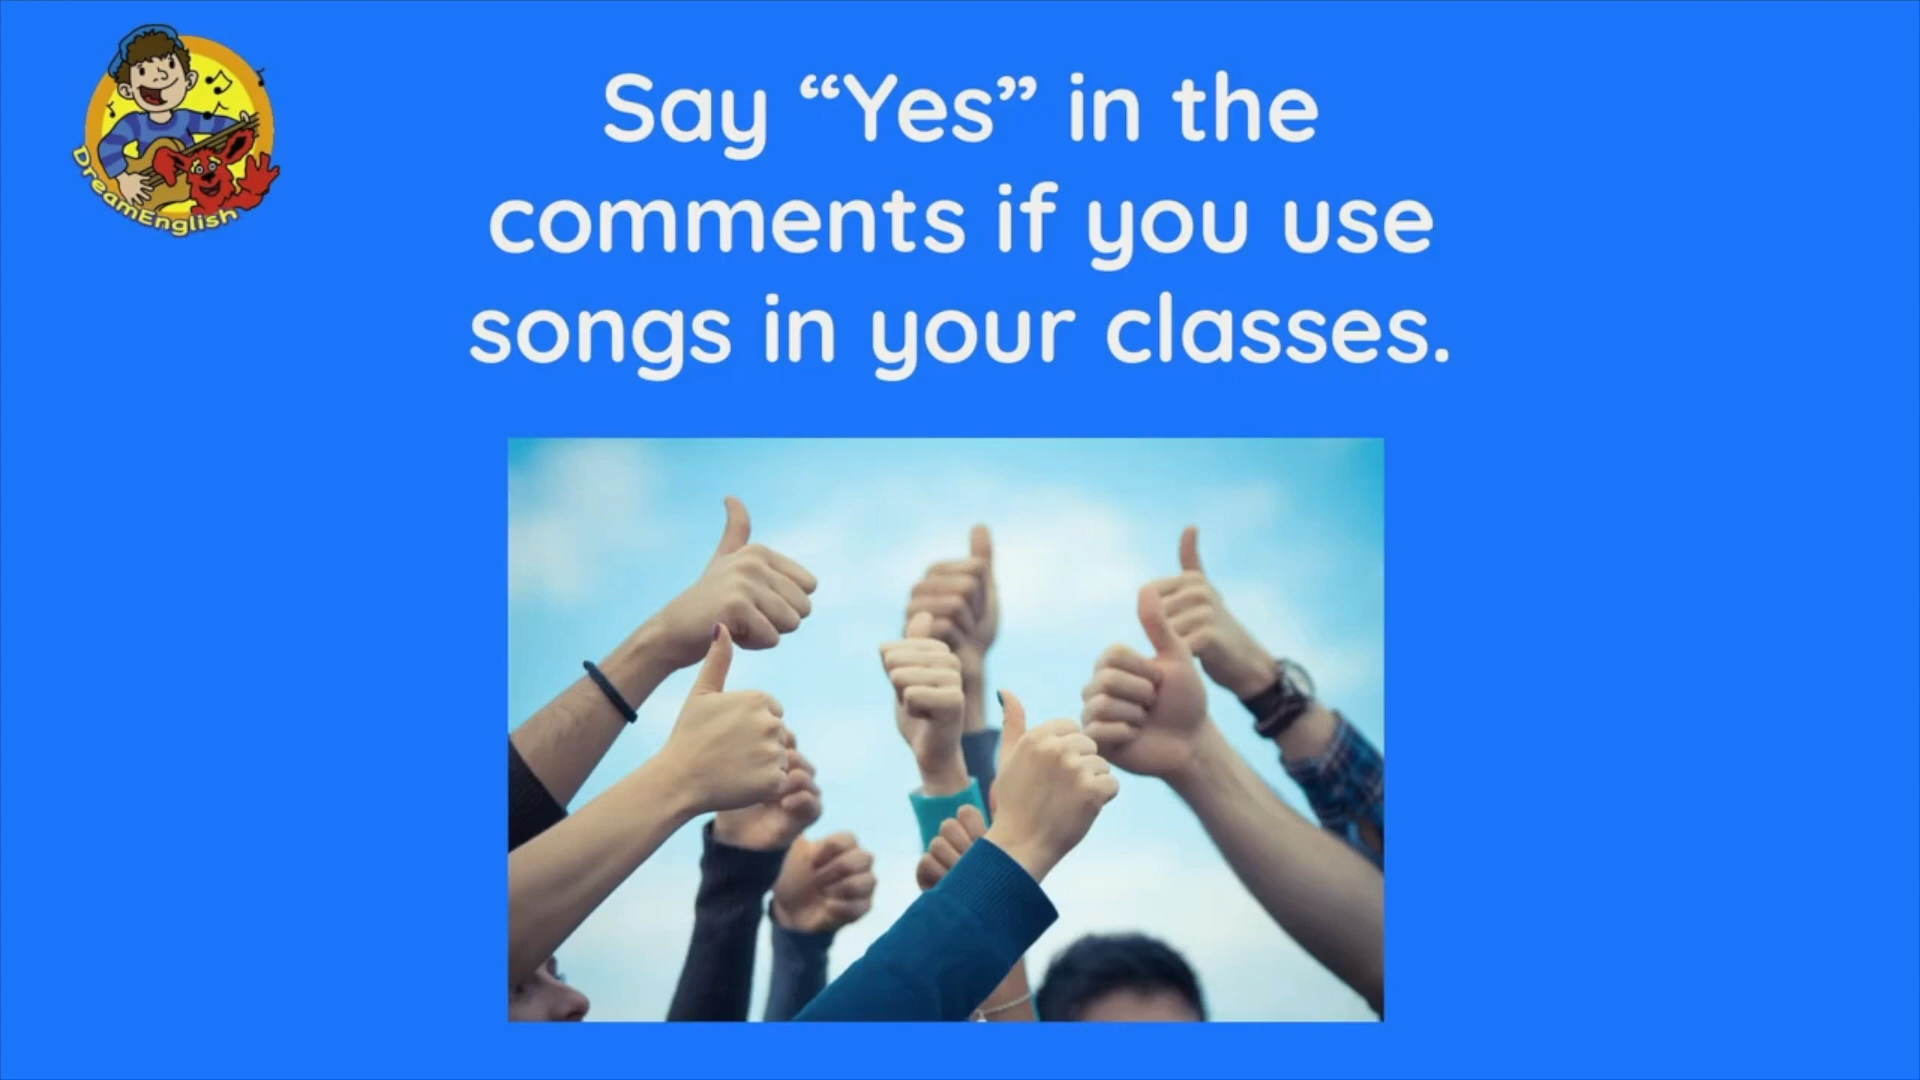 DreamEnglish
Say “Yes” in the
comments if you use
songs in your classes.